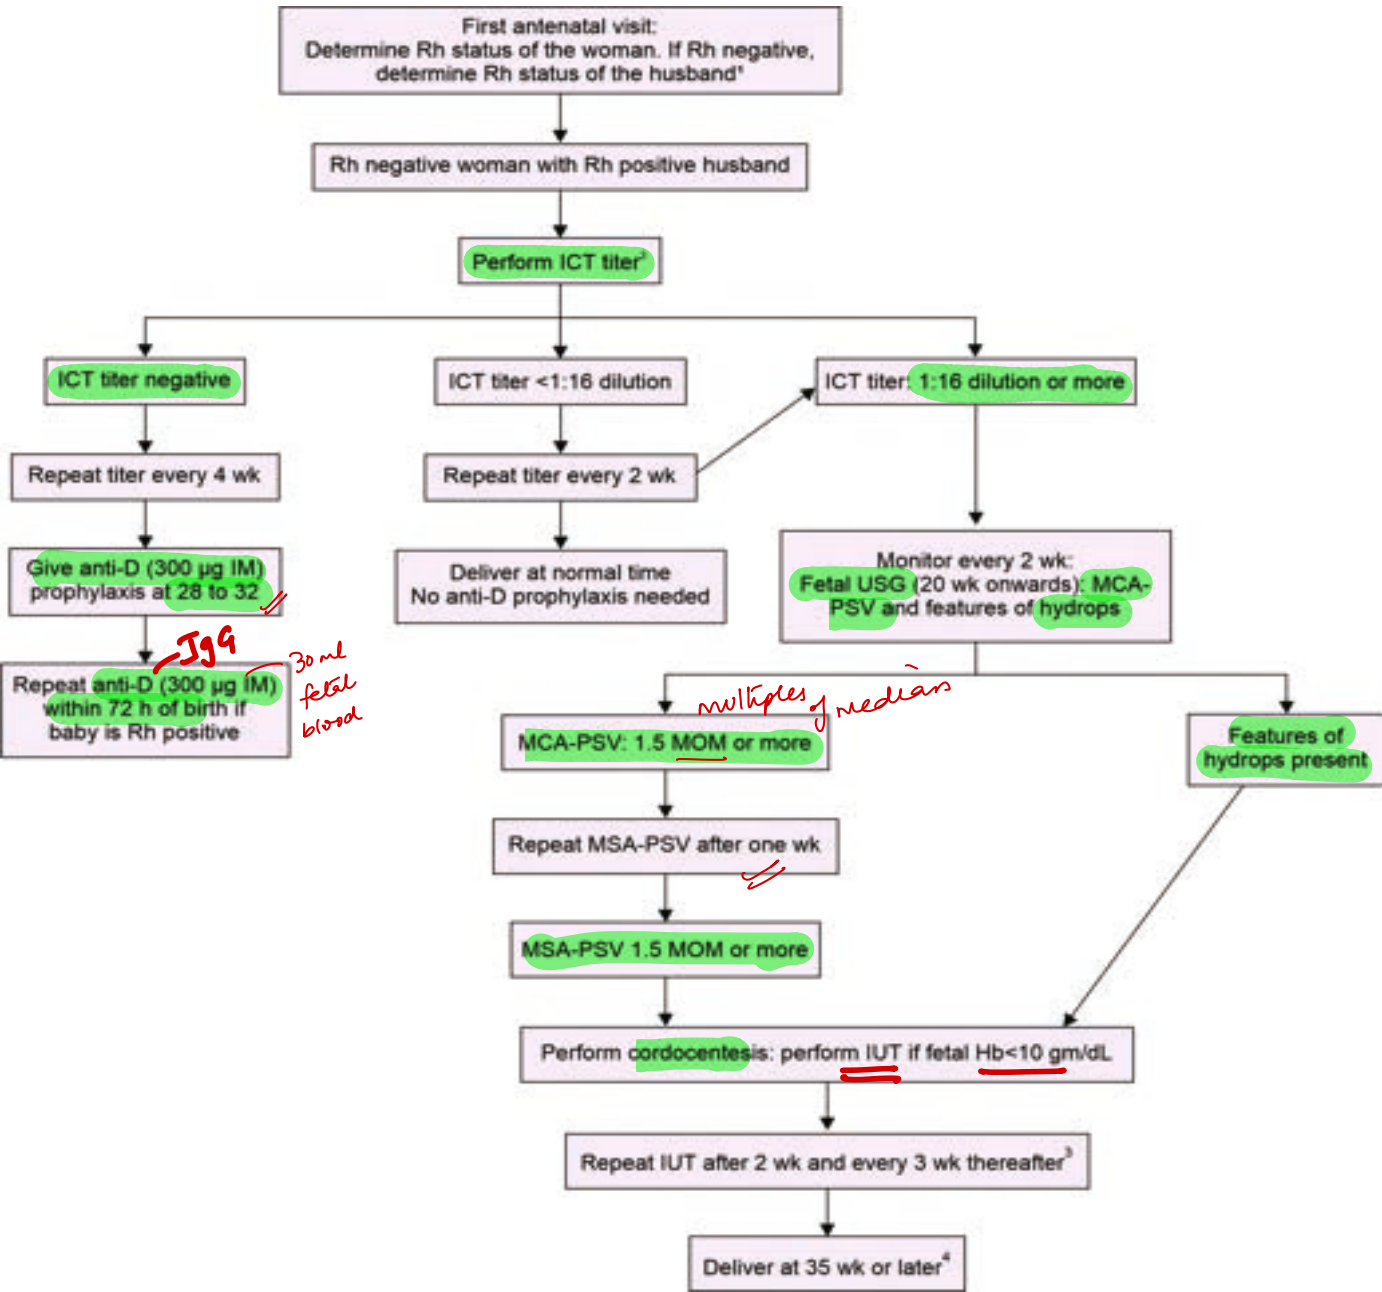 First antenatal visit:
Determine Rh status of the woman. If Rh negative,
determine Rh status of the husband¹
Rh negative woman with Rh positive husband
Perform ICT titer²
ICT titer negative
ICT titer <1:16 dilution
ICT titer: 1:16 dilution or more
Repeat titer every 4 wk
Repeat titer every 2 wk
Give anti-D (300 µg IM)
prophylaxis at 28 to 32
Deliver at normal time
No anti-D prophylaxis needed
Monitor every 2 wk:
Fetal USG (20 wk onwards): MCA-
PSV and features of hydrops
IgG
Repeat anti-D (300 µg IM)
within 72 h of birth if
baby is Rh positive
30 ml
fetal
blood
multiples of median
MCA-PSV: 1.5 MOM or more
Features of
hydrops present
Repeat MSA-PSV after one wk
MSA-PSV 1.5 MOM or more
Perform cordocentesis: perform IUT if fetal Hb<10 gm/dL
Repeat IUT after 2 wk and every 3 wk thereafter³
Deliver at 35 wk or later⁴